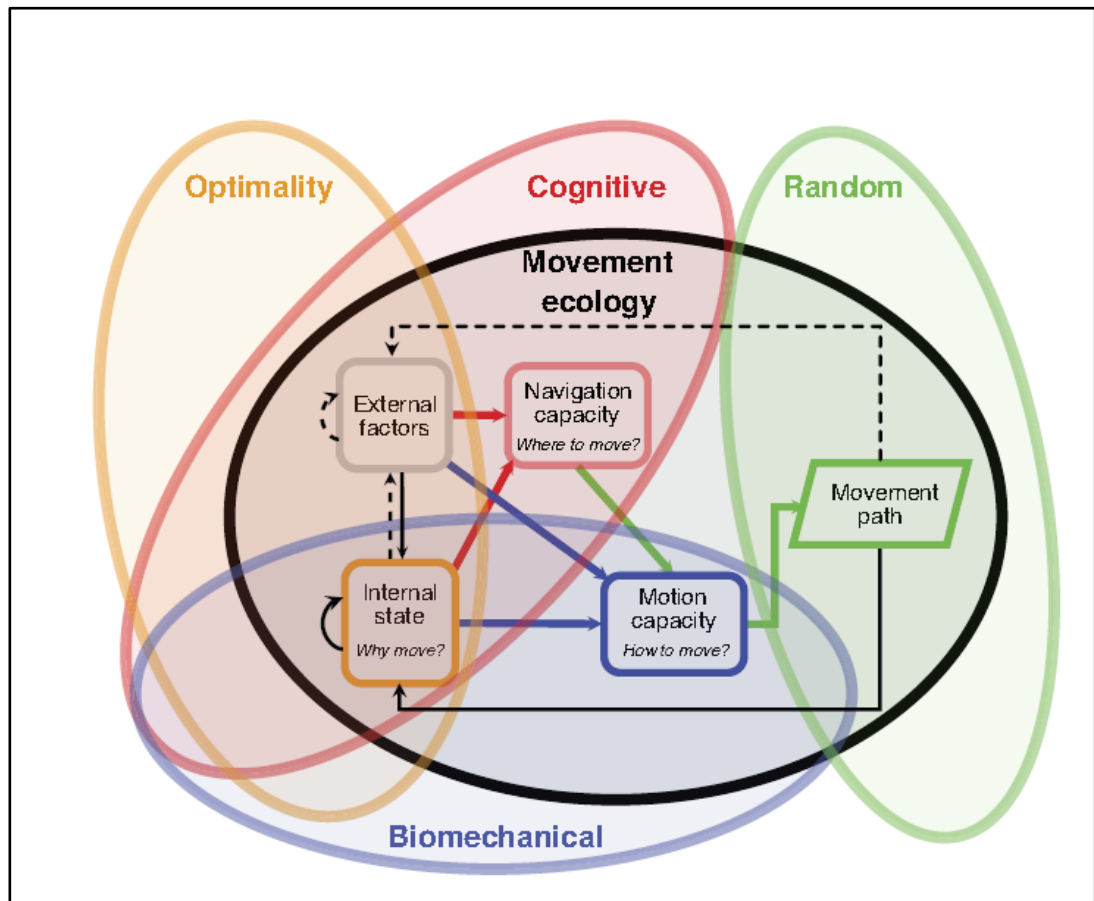 Optimality
Cognitive
Random
Movement
ecology
External
factors
Navigation
capacity
Where to move?
Movement
path
Internal
state
Why move?
Motion
capacity
How to move?
Biomechanical